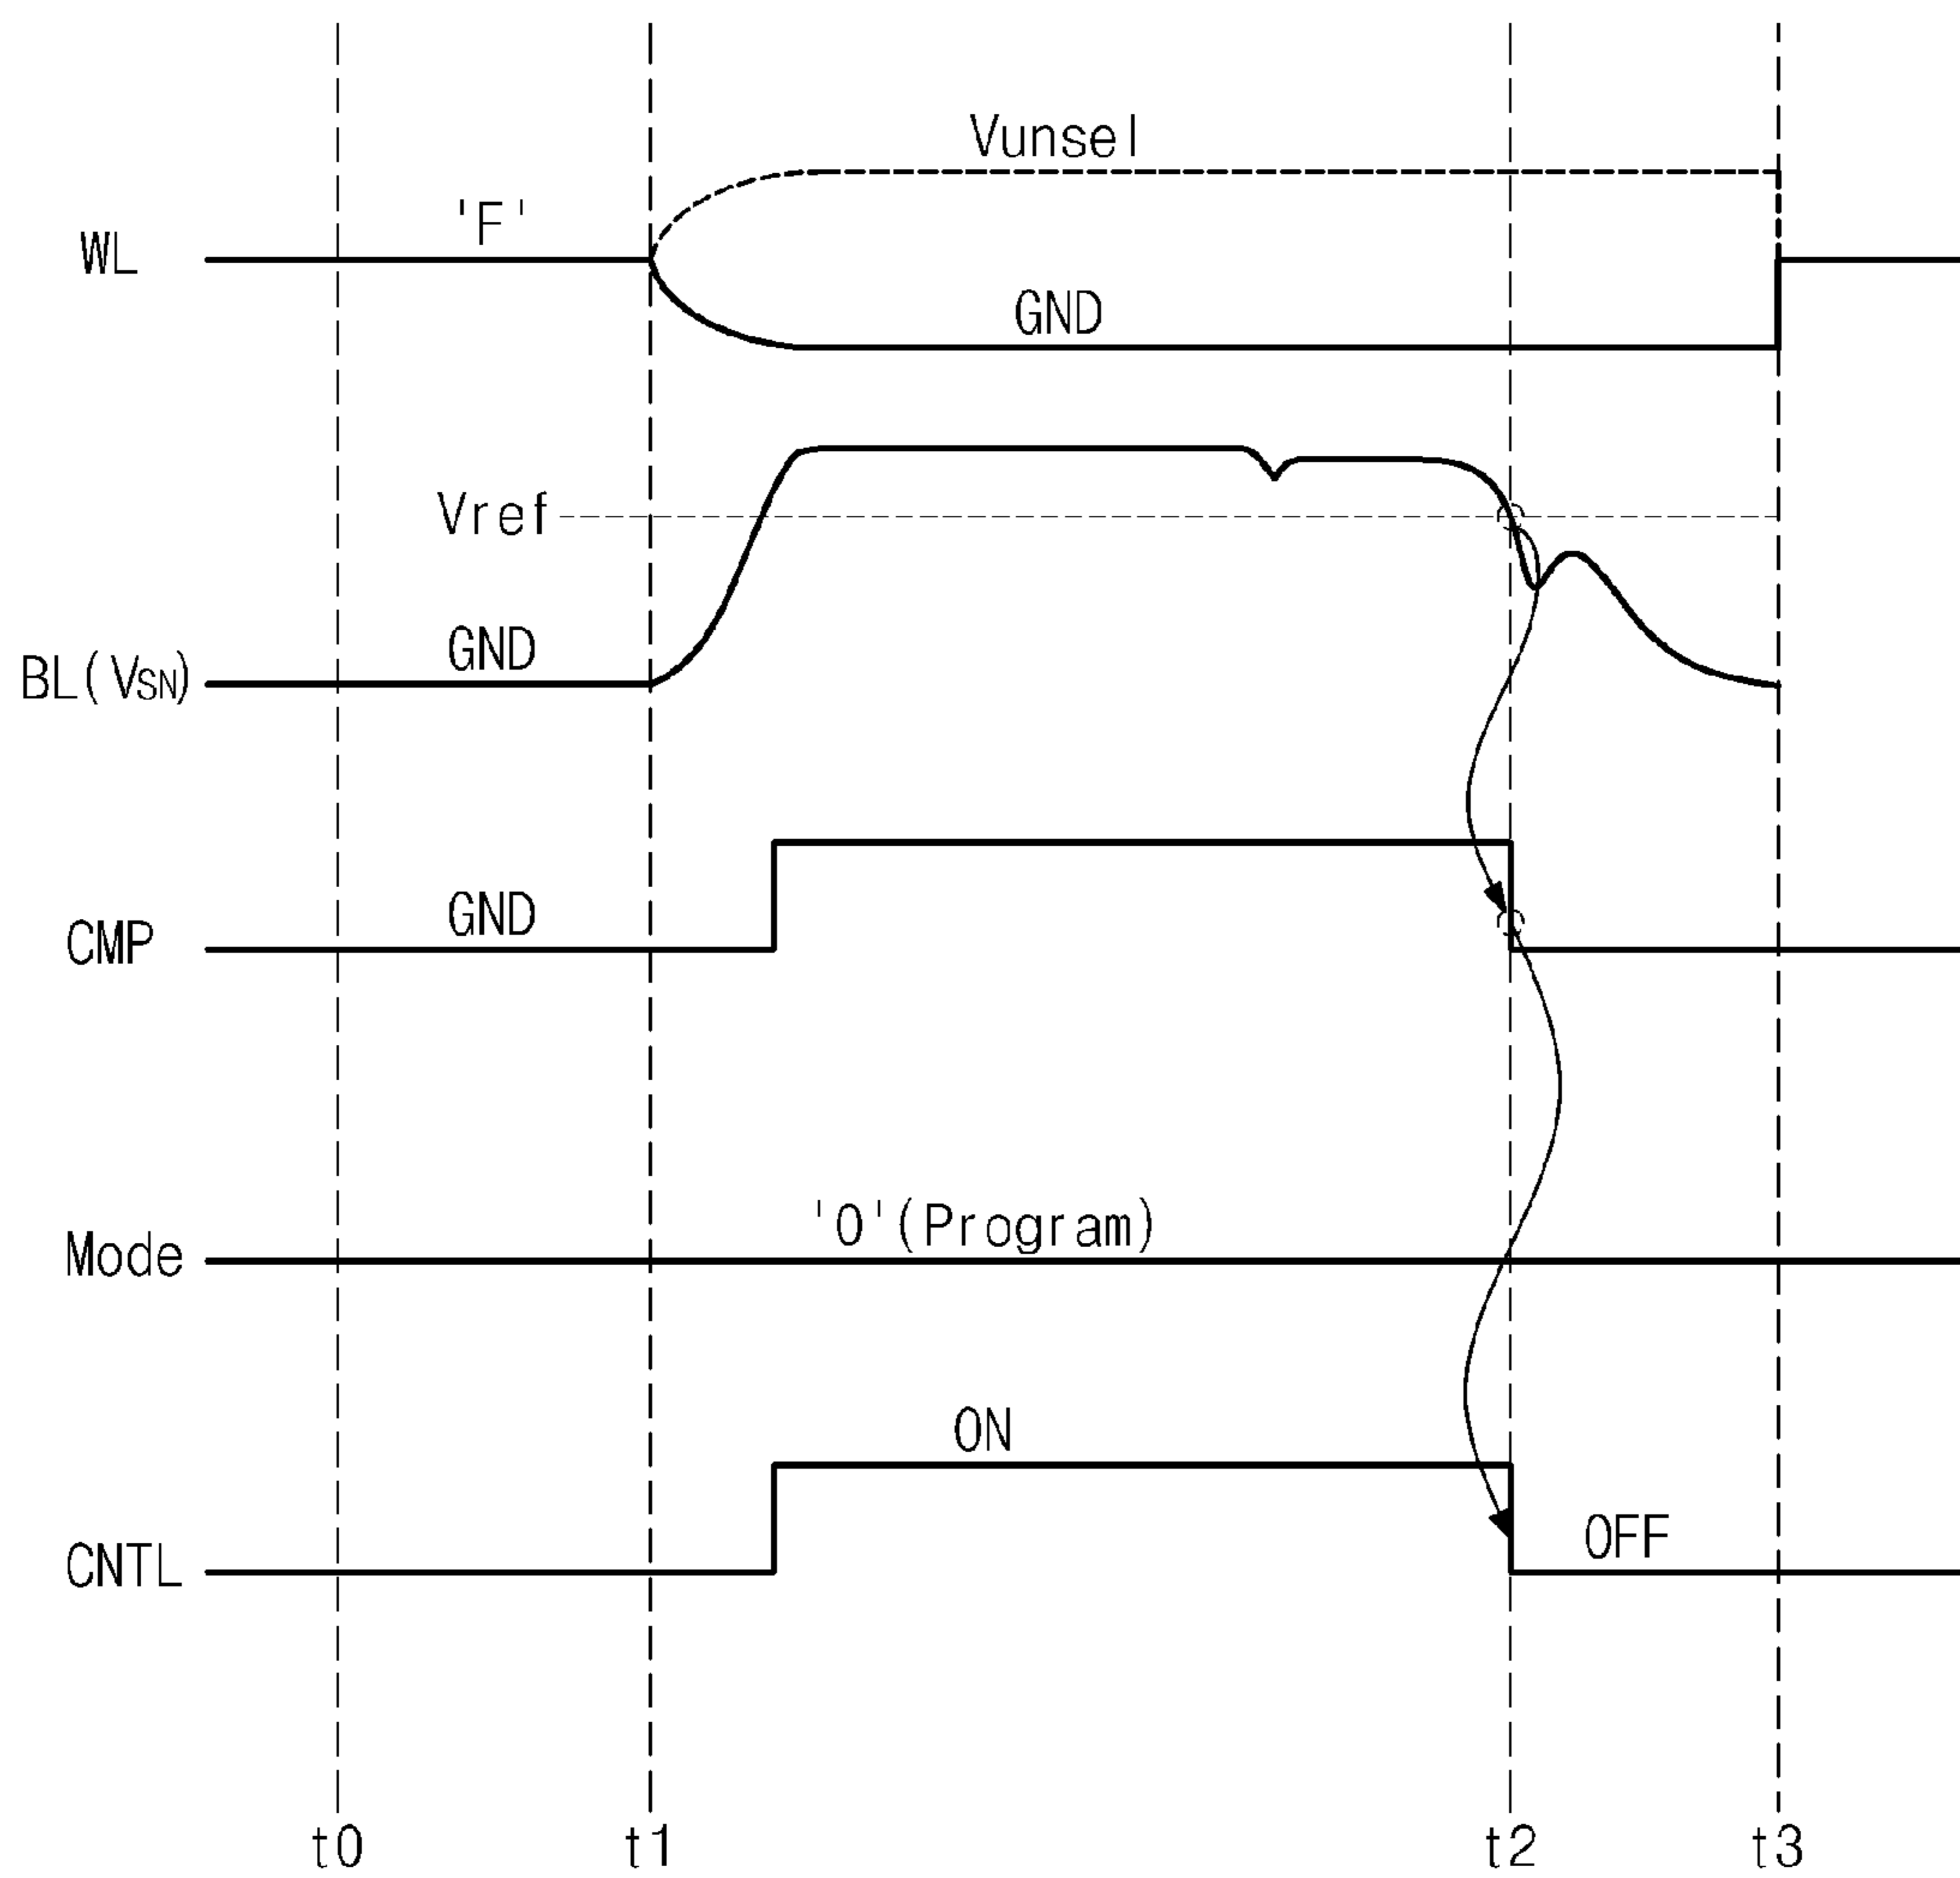 Vunsel
'F'
WL
GND
Vref
GND
BL(VSN)
GND
CMP
'0'(Program)
Mode
ON
OFF
CNTL
t0 t1 t2 t3